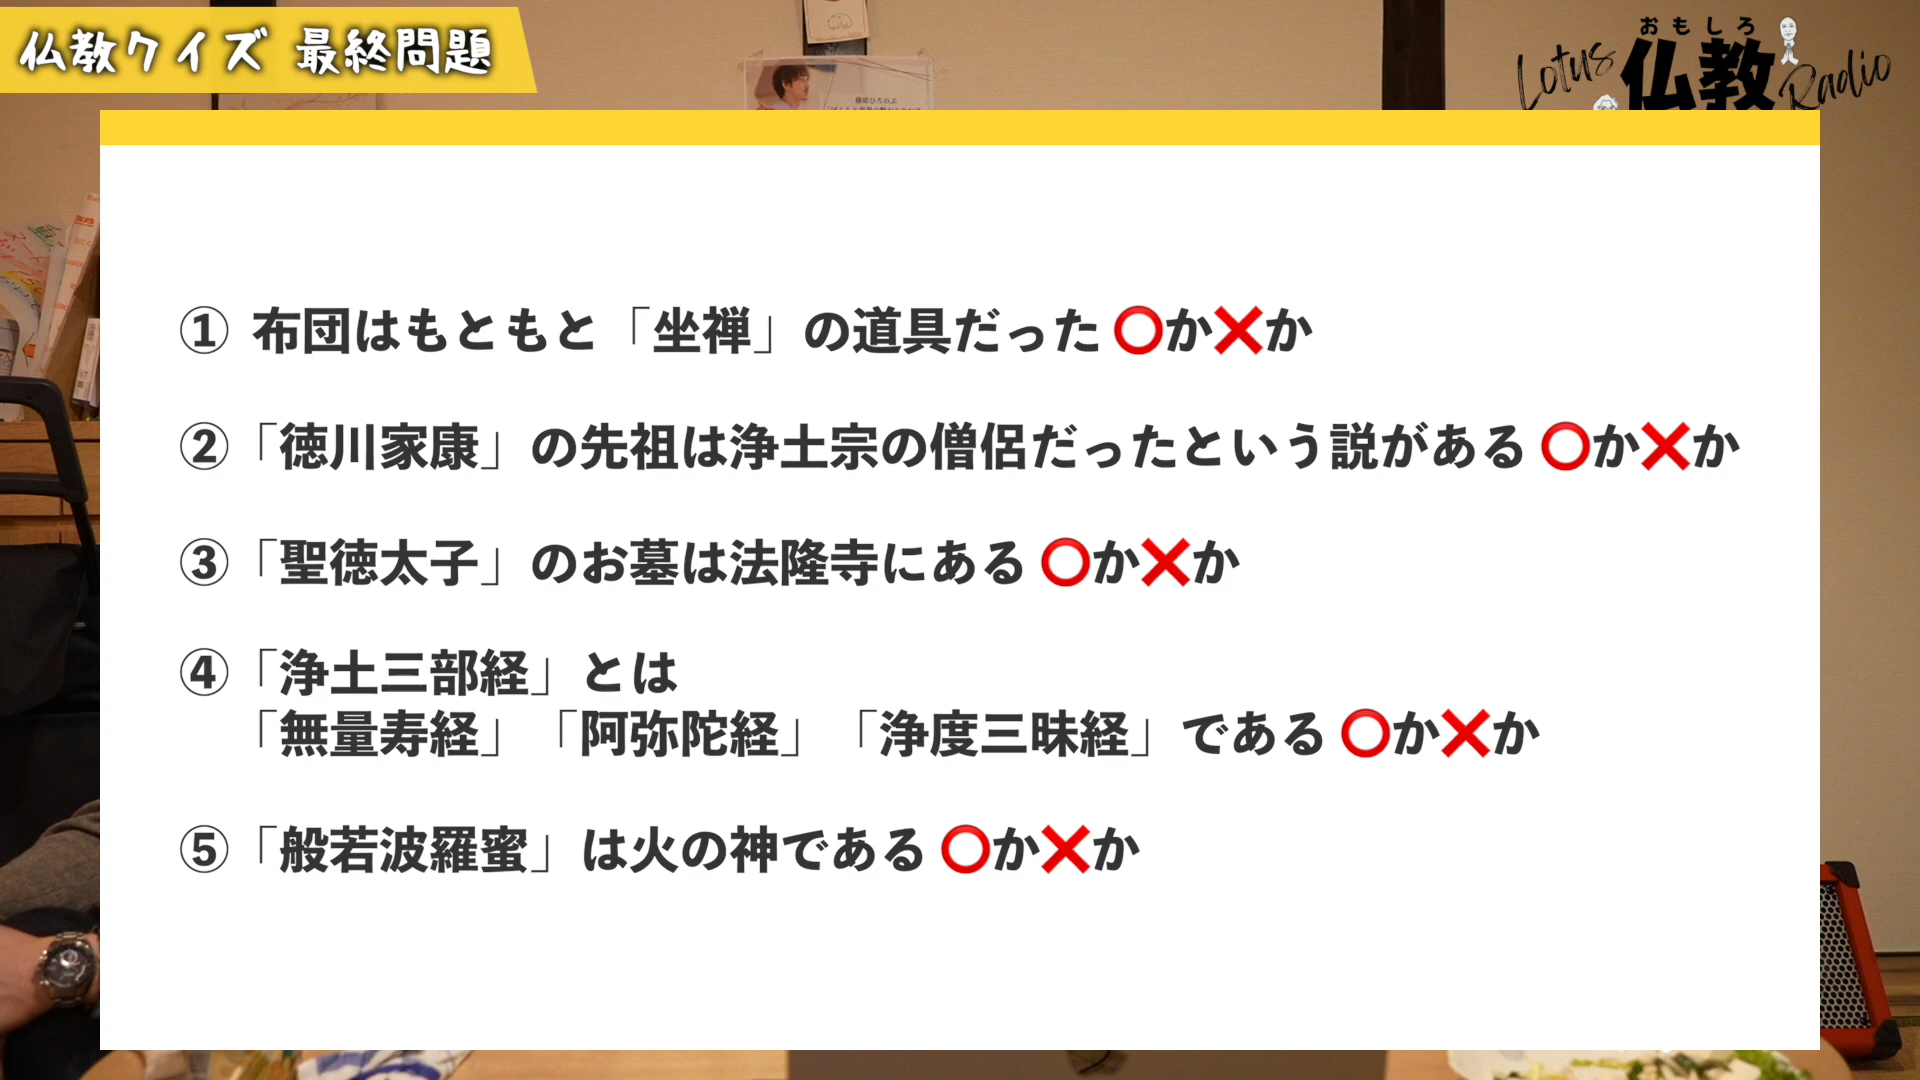 仏教クイズ 最終問題
おもしろ
Lotus 仏教 Radio
① 布団はもともと「坐禅」の道具だった ⭕か❌か
②「徳川家康」の先祖は浄土宗の僧侶だったという説がある ⭕か❌か
③「聖徳太子」のお墓は法隆寺にある ⭕か❌か
④「浄土三部経」とは
「無量寿経」「阿弥陀経」「浄度三昧経」である ⭕か❌か
⑤「般若波羅蜜」は火の神である ⭕か❌か